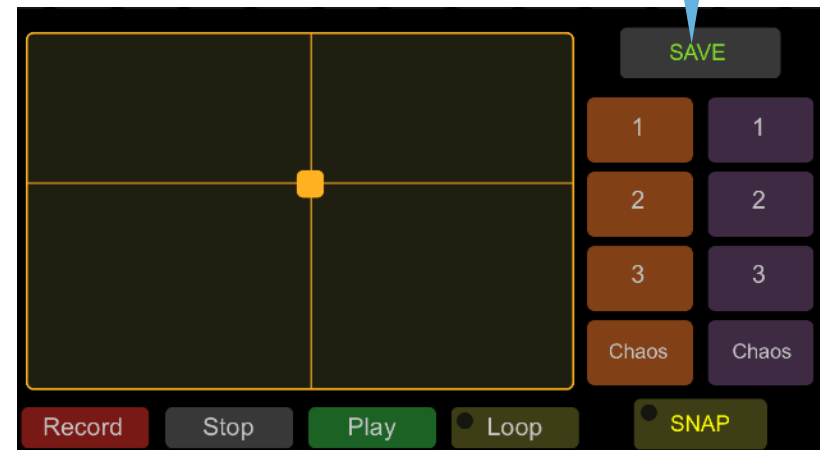 SAVE
1 1
2 2
3 3
Chaos Chaos
Record Stop Play Loop SNAP